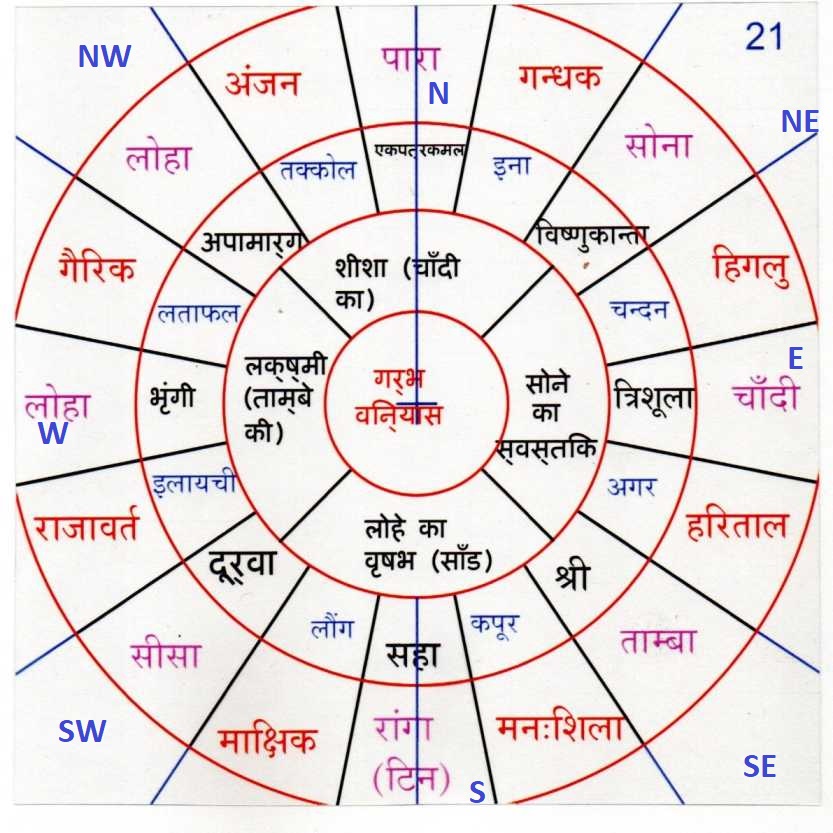 21
NW
अंजन
पारा
N
गन्धक
NE
लोहा
सोना
तक्कोल
एकपत्रकमल
इना
अपामार्ग
विष्णुकान्ता
गैरिक
शीशा (चाँदी
का)
हिगलु
लताफल
चन्दन
E
लोहा
W
भृंगी
लक्ष्मी
(ताम्बे
की)
गर्भ
वनि्यास
सोने
का
स्वस्तकि
त्रिशूला
चाँदी
इलायची
अगर
राजावर्त
हरिताल
लोहे का
वृषभ (साँड)
दूर्वा
श्री
सीसा
लौंग
सहा
कपूर
ताम्बा
SW
माक्षिक
रांगा
(टिन)
मनःशिला
S
SE